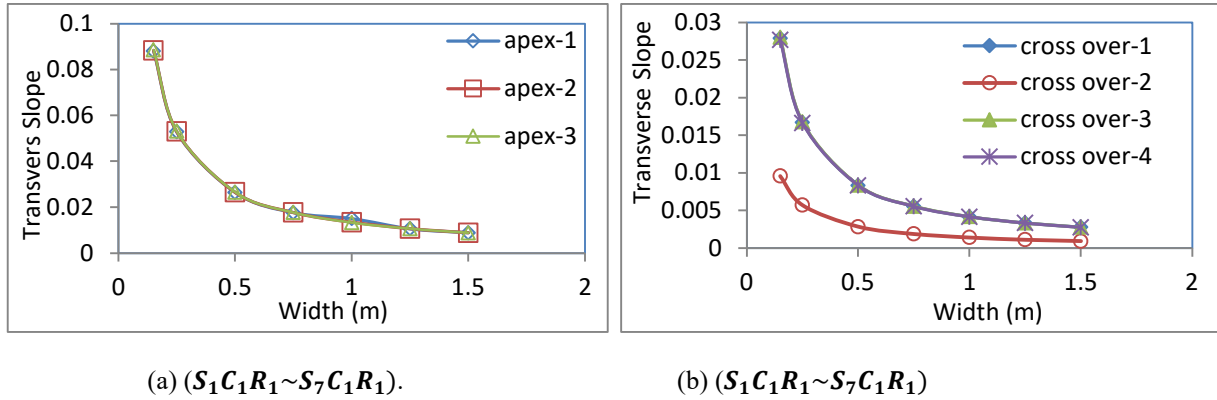 Transvers Slope
0.1
0.08
0.06
0.04
0.02
0
0
0.5
1
1.5
2
Width (m)
apex-1
apex-2
apex-3
Transverse Slope
0.03
0.025
0.02
0.015
0.01
0.005
0
0
0.5
1
1.5
2
Width (m)
cross over-1
cross over-2
cross over-3
cross over-4
(a) (S₁C₁R₁~S₇C₁R₁).
(b) (S₁C₁R₁~S₇C₁R₁)